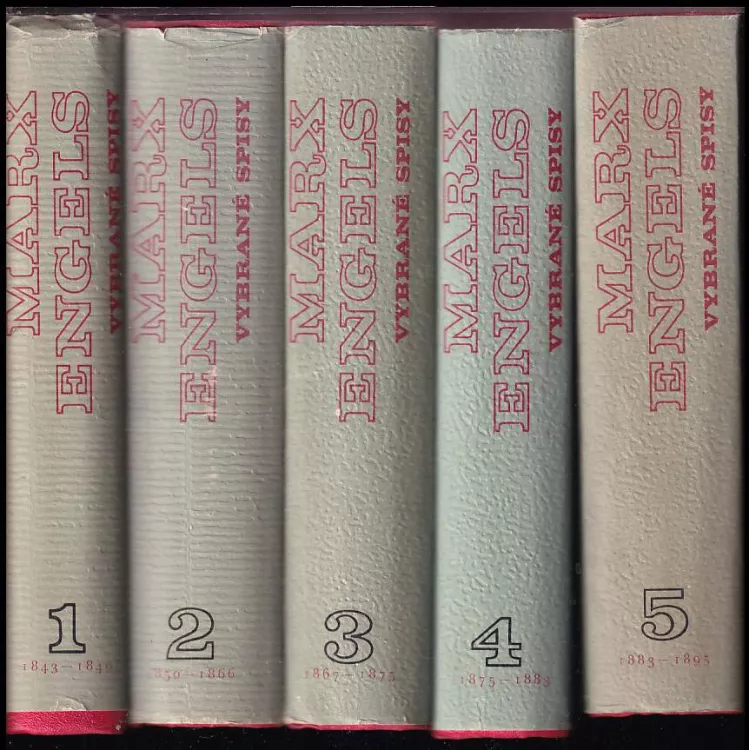 MARX
ENGELS
VYBRANÉ SPISY
1
1843—1849
MARX
ENGELS
VYBRANÉ SPISY
2
850—1866
MARX
ENGELS
VYBRANÉ SPISY
3
1867—1875
MARX
ENGELS
VYBRANÉ SPISY
4
1875—1883
MARX
ENGELS
VYBRANÉ SPISY
5
1883—1895